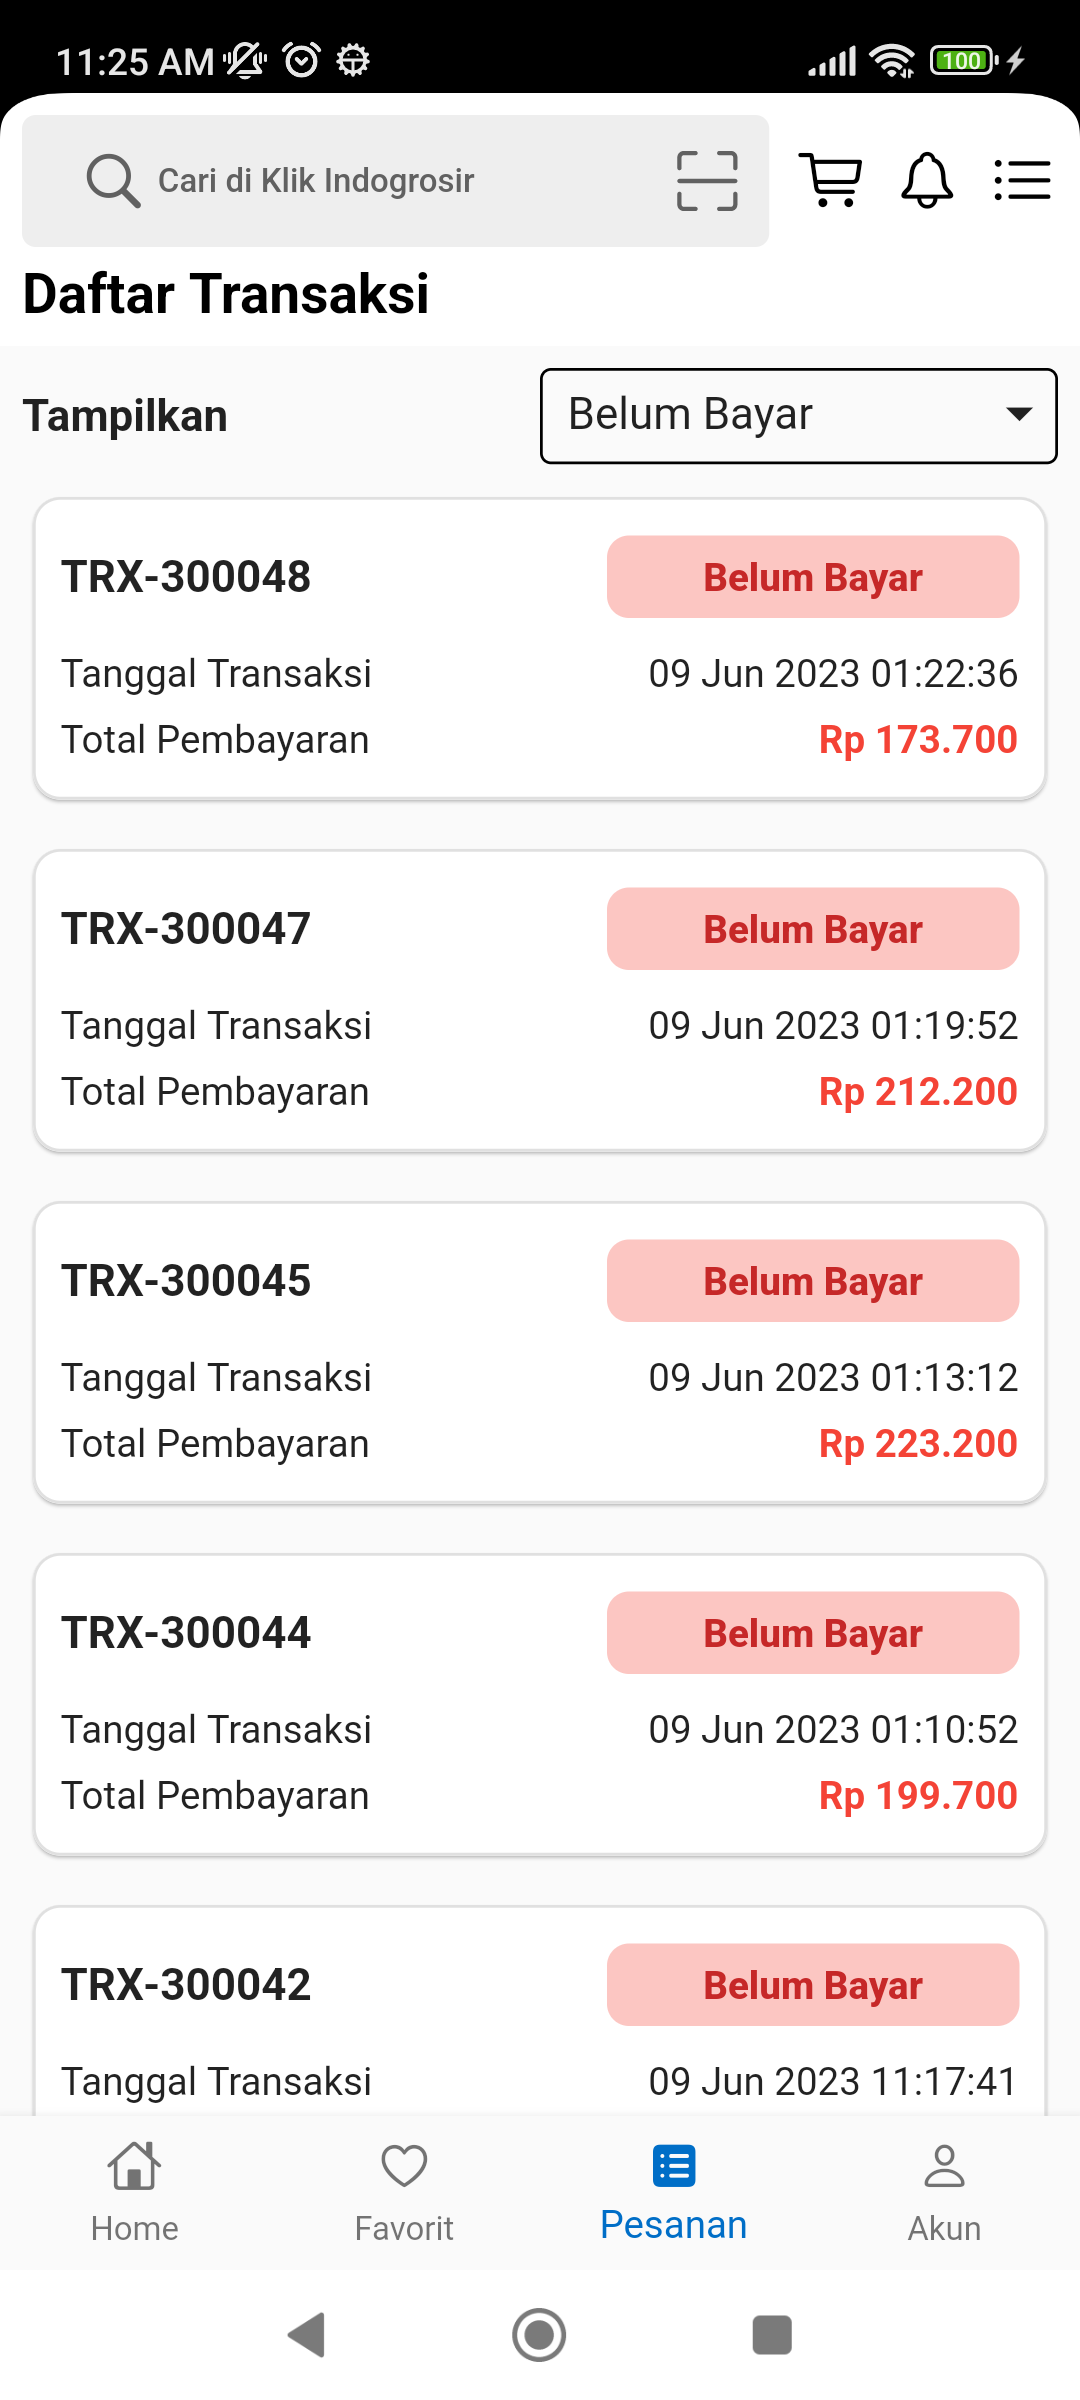 11:25 AM
100
Cari di Klik Indogrosir
Daftar Transaksi
Tampilkan
Belum Bayar
TRX-300048
Belum Bayar
Tanggal Transaksi
09 Jun 2023 01:22:36
Total Pembayaran
Rp 173.700
TRX-300047
Belum Bayar
Tanggal Transaksi
09 Jun 2023 01:19:52
Total Pembayaran
Rp 212.200
TRX-300045
Belum Bayar
Tanggal Transaksi
09 Jun 2023 01:13:12
Total Pembayaran
Rp 223.200
TRX-300044
Belum Bayar
Tanggal Transaksi
09 Jun 2023 01:10:52
Total Pembayaran
Rp 199.700
TRX-300042
Belum Bayar
Tanggal Transaksi
09 Jun 2023 11:17:41
Home
Favorit
Pesanan
Akun